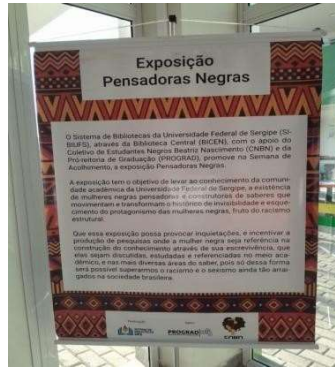 Exposição
Pensadoras Negras
O Sistema de Bibliotecas da Universidade Federal de Sergipe (SI-
BIUFS), através da Biblioteca Central (BICEN), com o apoio do
Coletivo de Estudantes Negros Beatriz Nascimento (CNBN) e da
Pró-reitoria de Graduação (PROGRAD), promove na Semana de
Acolhimento, a exposição Pensadoras Negras.
A exposição tem o objetivo de levar ao conhecimento da comuni-
dade acadêmica da Universidade Federal de Sergipe, a existência
de mulheres negras pensadoras e construtoras de saberes que
movimentam e transformam o histórico de invisibilidade e esque-
cimento do protagonismo das mulheres negras, fruto do racismo
estrutural.
Que essa exposição possa provocar inquietações, e incentivar a
produção de pesquisas onde a mulher negra seja referência na
construção do conhecimento através de sua escrevivência, que
elas sejam discutidas, estudadas e referenciadas no meio aca-
dêmico, e nas mais diversas áreas do saber, pois só dessa forma
será possível superarmos o racismo e o sexismo ainda tão arrai-
gados na sociedade brasileira.
PROGRAD
CNBN